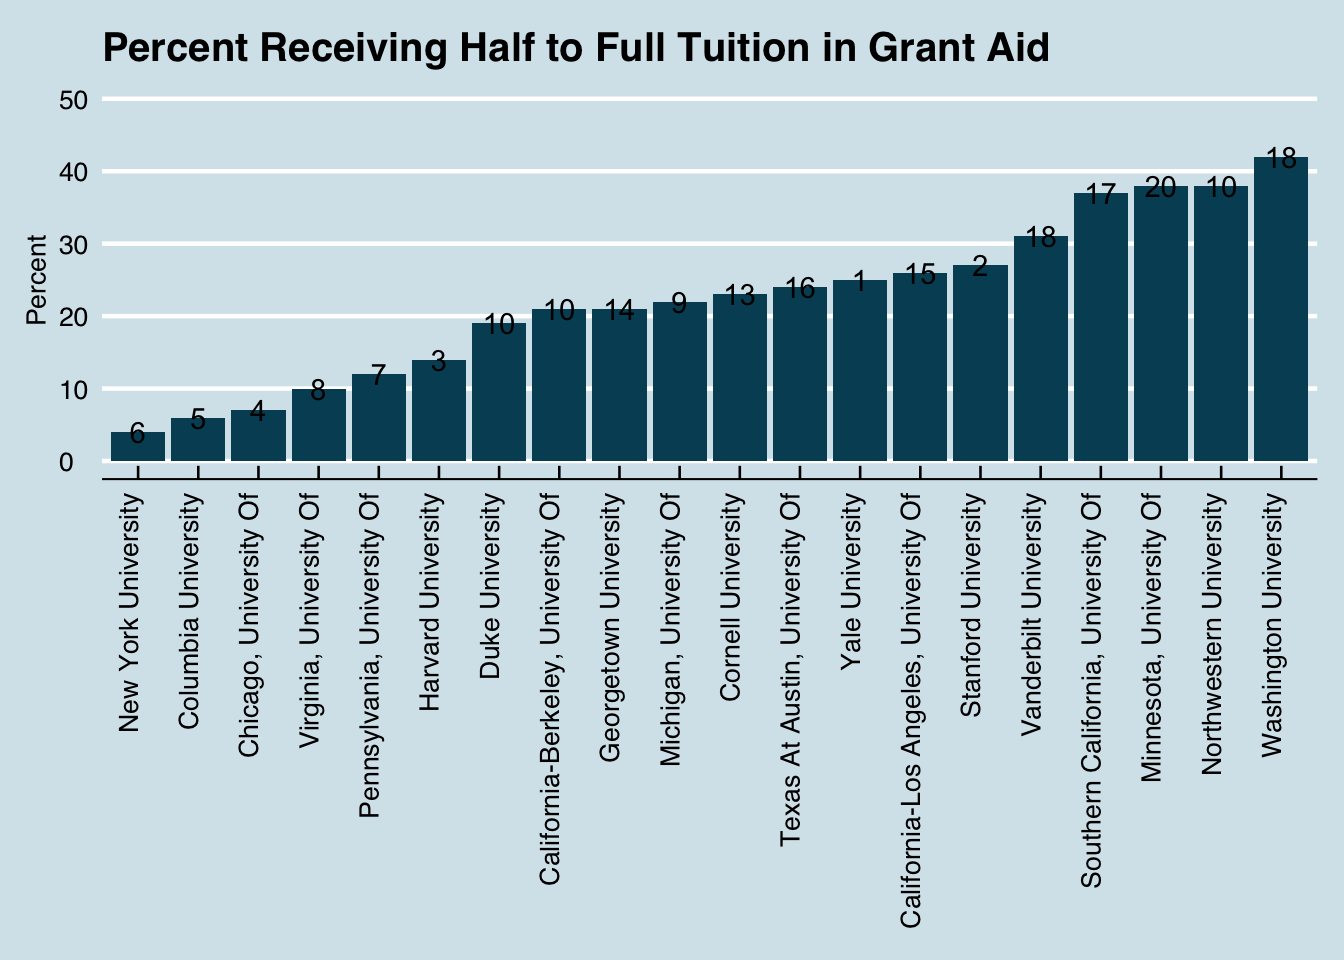 Percent Receiving Half to Full Tuition in Grant Aid
Percent
50
40
30
20
10
0
6
5
4
8
7
3
10
10
14
9
13
16
1
15
2
18
17
20
10
18
New York University
Columbia University
Chicago, University Of
Virginia, University Of
Pennsylvania, University Of
Harvard University
Duke University
California-Berkeley, University Of
Georgetown University
Michigan, University Of
Cornell University
Texas At Austin, University Of
Yale University
California-Los Angeles, University Of
Stanford University
Vanderbilt University
Southern California, University Of
Minnesota, University Of
Northwestern University
Washington University